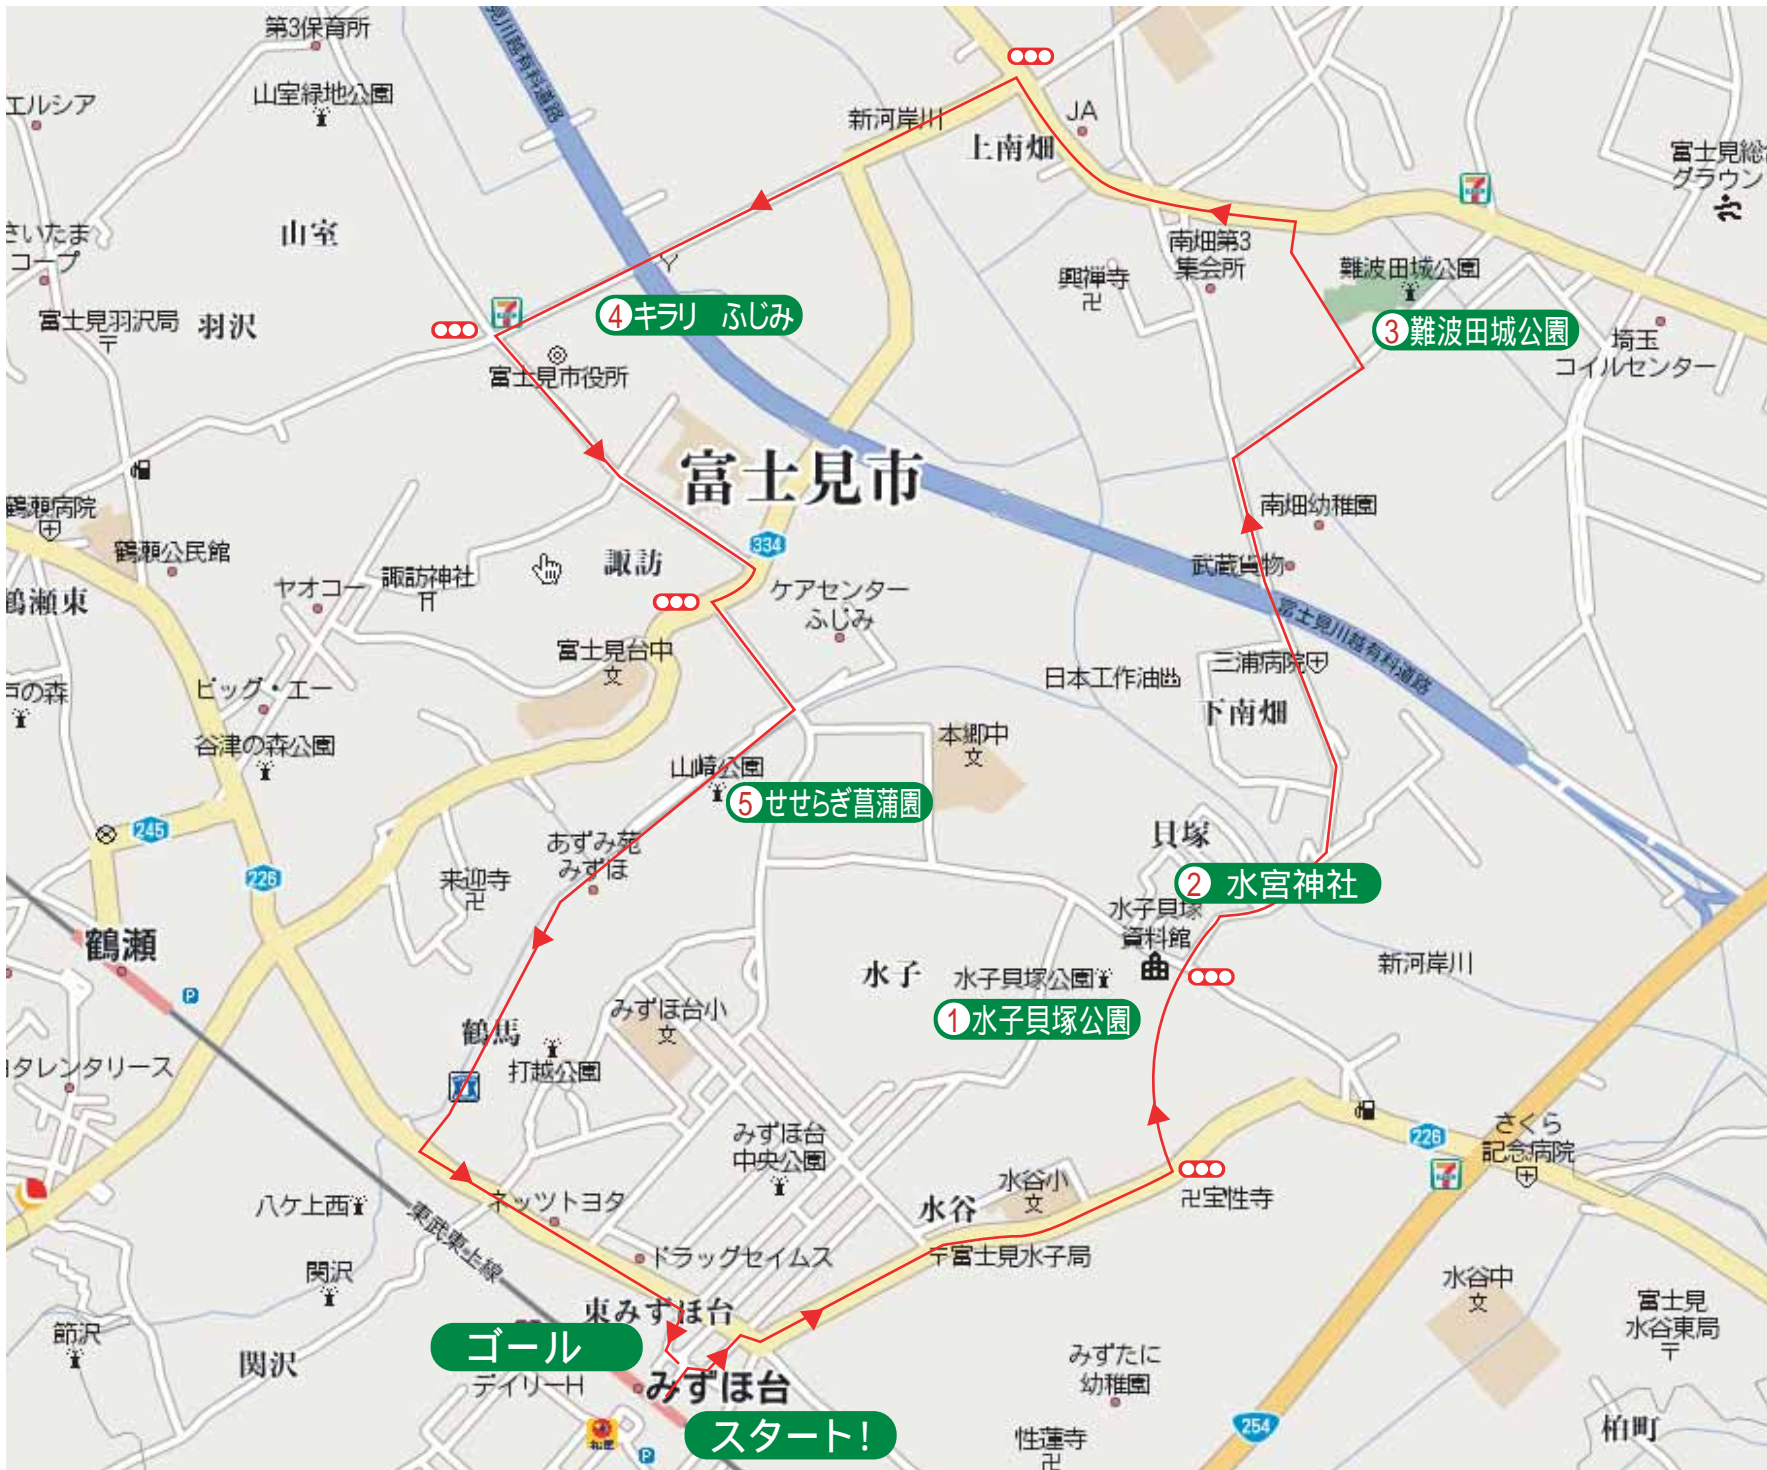 第3保育所
山室緑地公園
エルシア
見川越有料道路
新河岸川
JA
上南畑
富士見総合
グラウン
山室
さいたま
コープ
南畑第3
集会所
興禅寺
難波田城公園
富士見羽沢局
羽沢
④キラリ ふじみ
③難波田城公園
埼玉
コイルセンター
富士見市役所
富士見市
鶴瀬病院
南畑幼稚園
鶴瀬公民館
334
諏訪
武蔵貨物
ヤオコー
諏訪神社
鶴瀬東
ケアセンター
ふじみ
富士見川越有料道路
富士見台中
文
三浦病院
日本工作油
戸の森
ビッグ・エー
下南畑
谷津の森公園
本郷中
文
山崎公園
⑤せせらぎ菖蒲園
245
あずみ苑
みずほ
貝塚
226
来迎寺
②水宮神社
水子貝塚
資料館
鶴瀬
水子
水子貝塚公園
新河岸川
P
①水子貝塚公園
みずほ台小
文
鶴馬
打越公園
ヨタレンタリース
さくら
記念病院
226
みずほ台
中央公園
水谷小
文
宝性寺
八ケ上西
ネッツトヨタ
水谷
東武東上線
ドラッグセイムス
富士見水子局
関沢
水谷中
文
東みずほ台
富士見
水谷東局
節沢
ゴール
関沢
みずたに
幼稚園
デイリーH
みずほ台
スタート!
254
柏町
性蓮寺
P